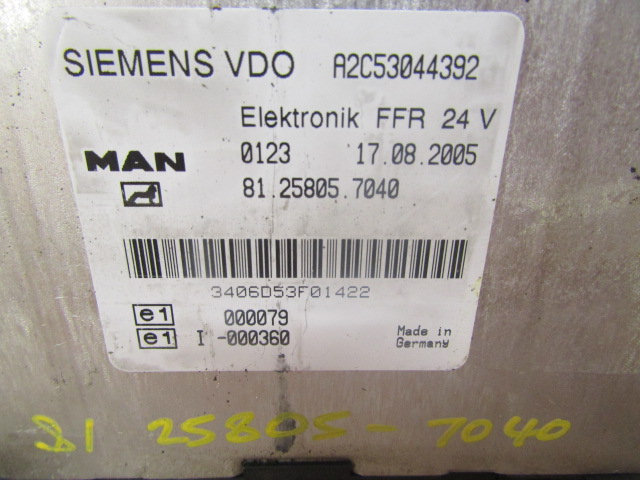 SIEMENS VDO A2C53044392
Elektronik FFR 24 V
MAN 0123 17.08.2005
81.25805.7040
3406D53F01422
e1 000079
e1 I -000360
Made in
Germany
81 25805-7040